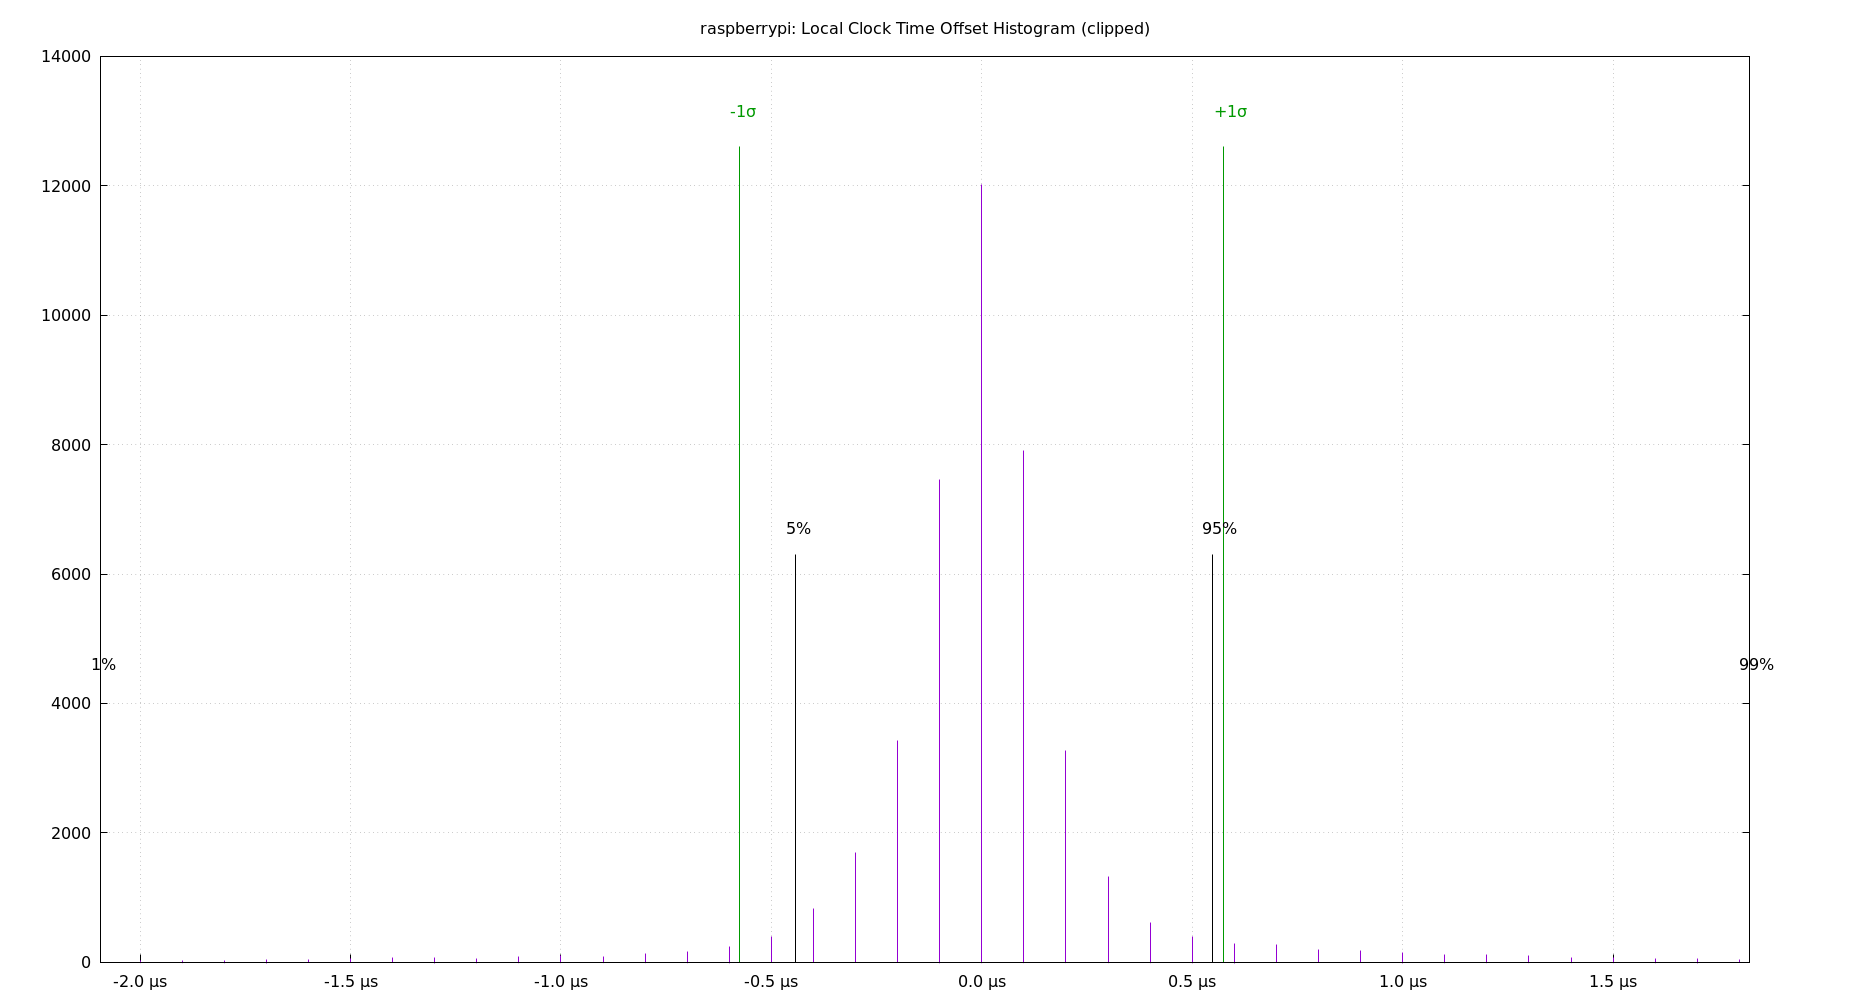 raspberrypi: Local Clock Time Offset Histogram (clipped)
14000
-1σ
+1σ
12000
10000
8000
5%
95%
6000
1%
99%
4000
2000
0
-2.0 µs
-1.5 µs
-1.0 µs
-0.5 µs
0.0 µs
0.5 µs
1.0 µs
1.5 µs